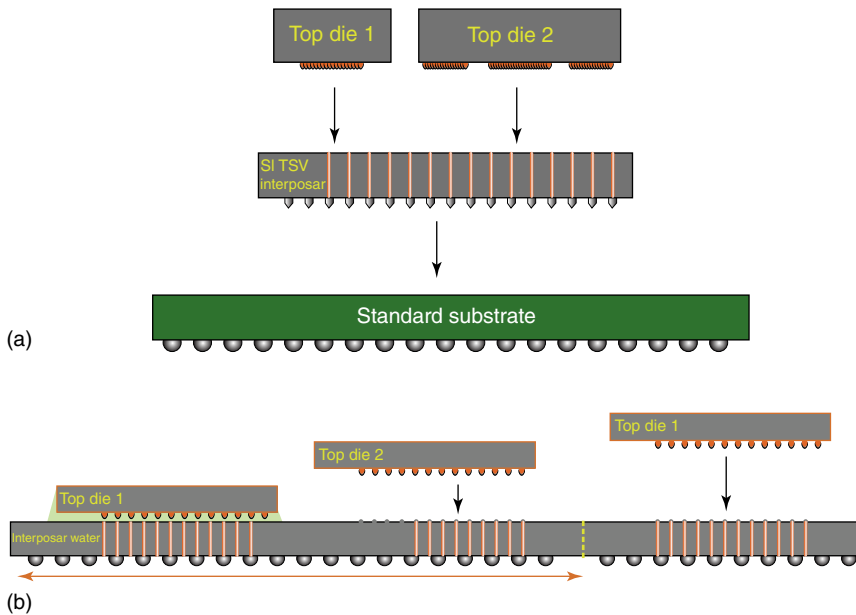 Top die 1
Top die 2
SI TSV
interposar
Standard substrate
(a)
Top die 1
Top die 2
Top die 1
Interposar water
(b)